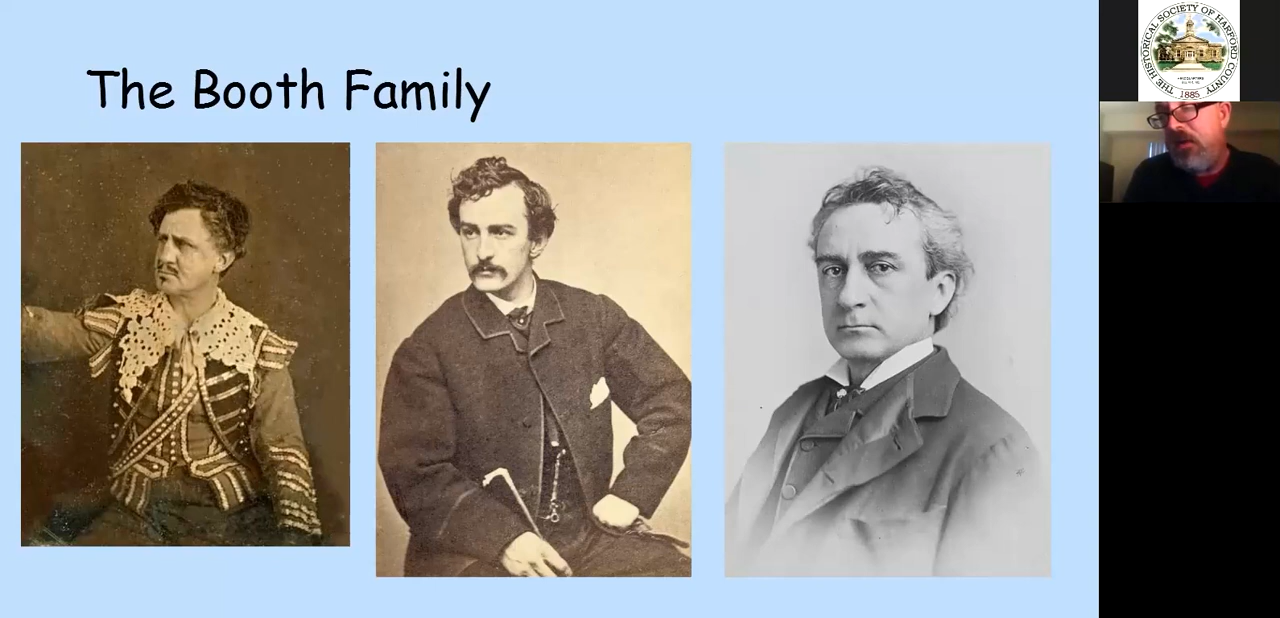 The Booth Family
THE HISTORICAL SOCIETY OF HARFORD COUNTY
1885